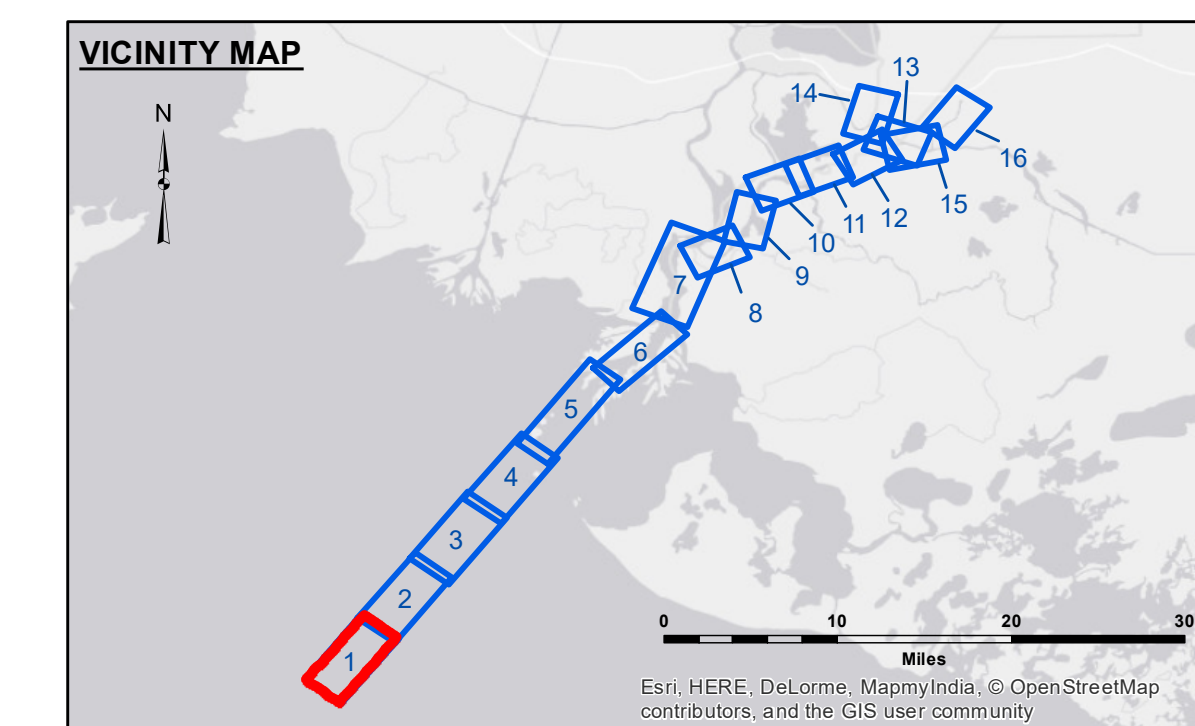 VICINITY MAP
N
13
14
16
15
12
11
10
9
8
7
6
5
4
3
2
1
0 10 20 30
Miles
Esri, HERE, DeLorme, MapmyIndia, © OpenStreetMap
contributors, and the GIS user community